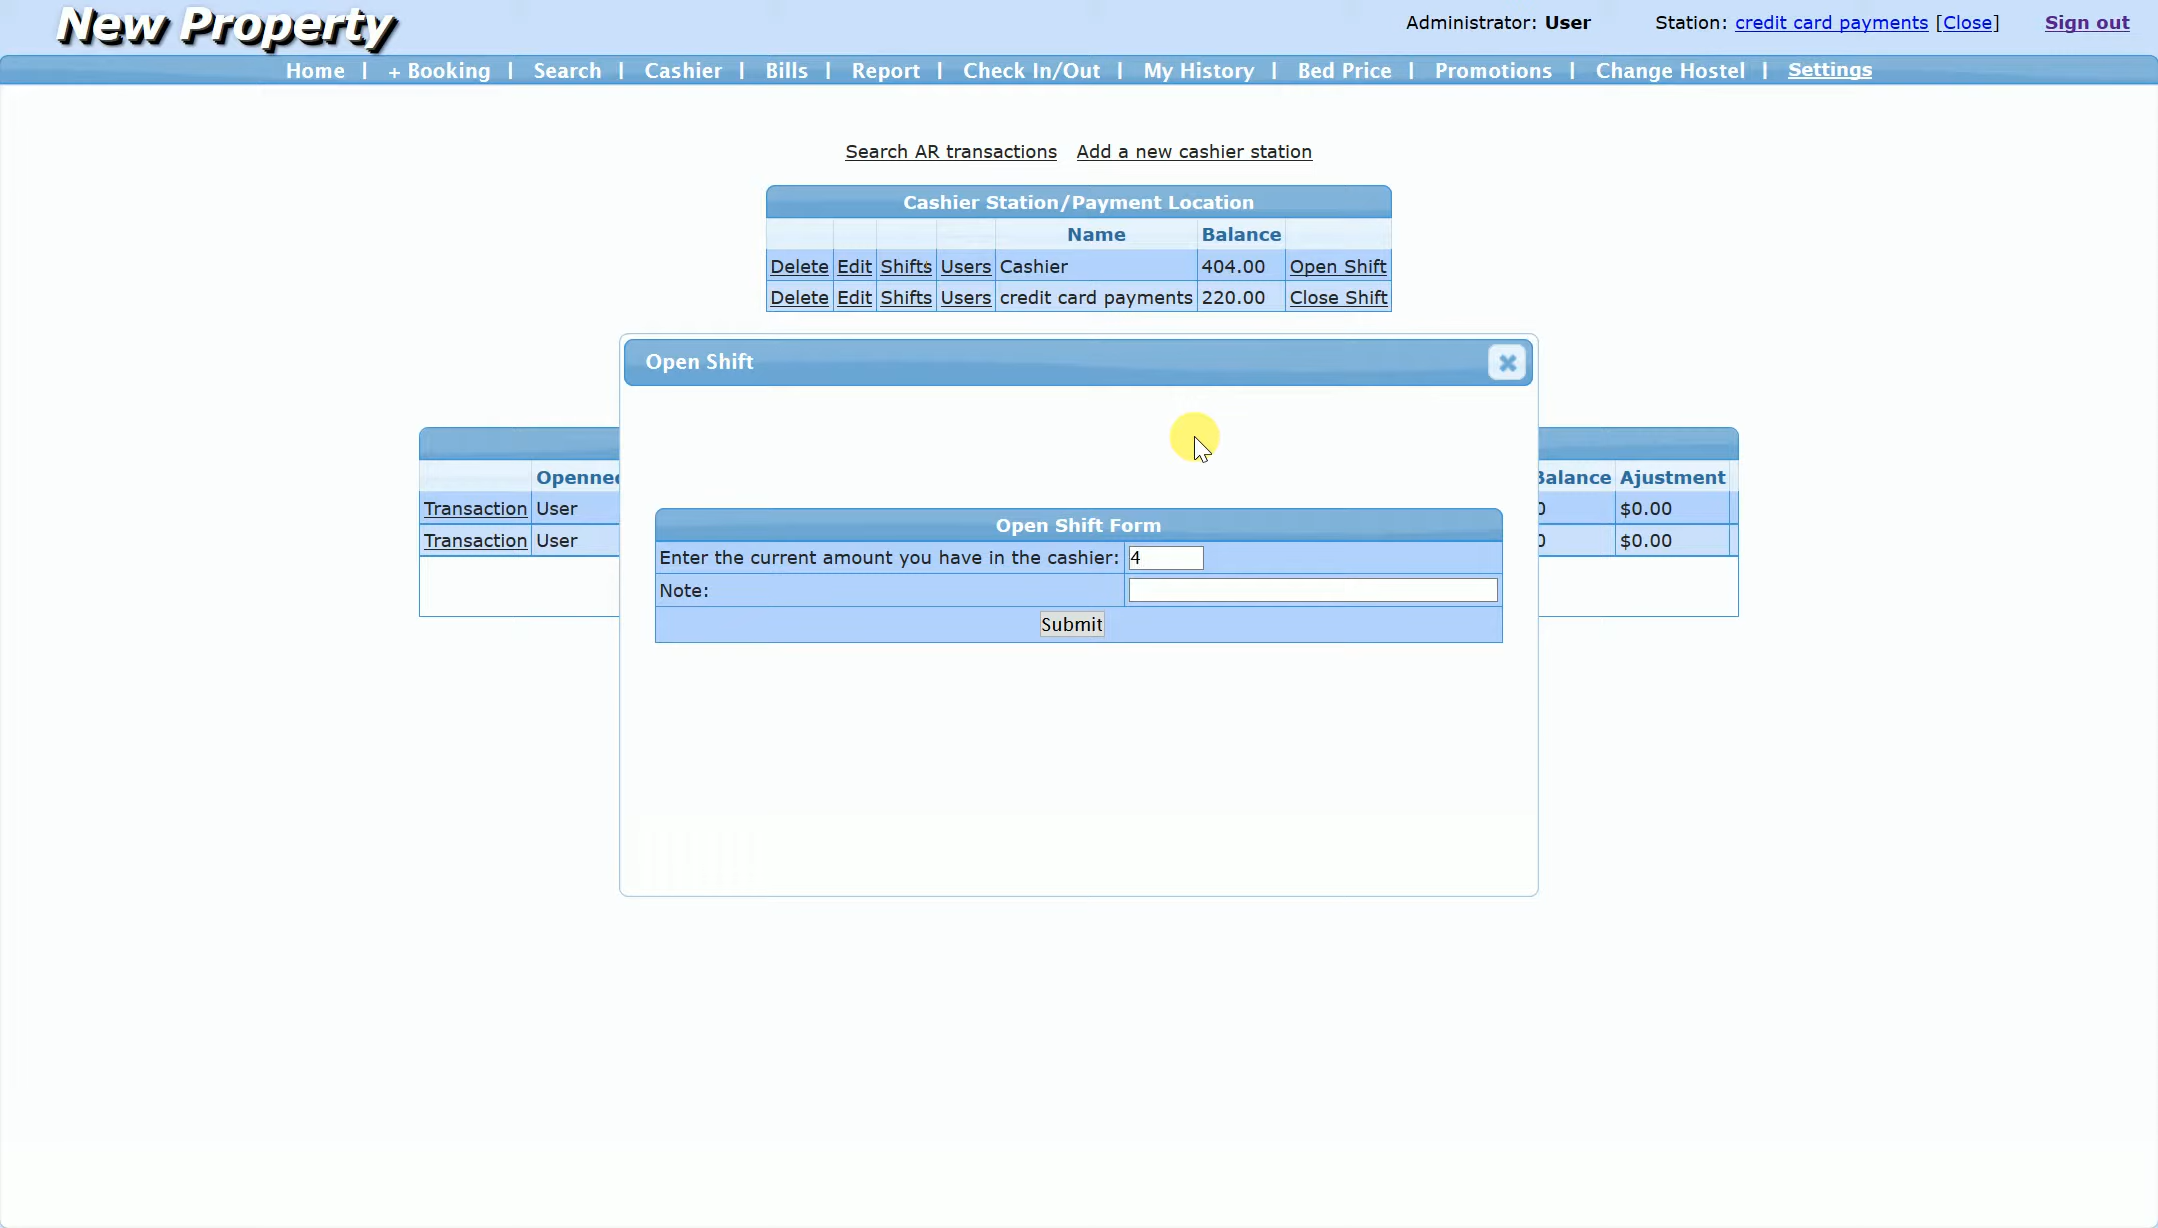 New Property
Administrator: User Station: credit card payments [Close] Sign out
Home | + Booking | Search | Cashier | Bills | Report | Check In/Out | My History | Bed Price | Promotions | Change Hostel | Settings
Search AR transactions Add a new cashier station
Cashier Station/Payment Location
Name Balance
Delete Edit Shifts Users Cashier 404.00 Open Shift
Delete Edit Shifts Users credit card payments 220.00 Close Shift
Open Shift
Openned Balance Ajustment
Transaction User 0 $0.00
Transaction User 0 $0.00
Open Shift Form
Enter the current amount you have in the cashier: 4
Note:
Submit